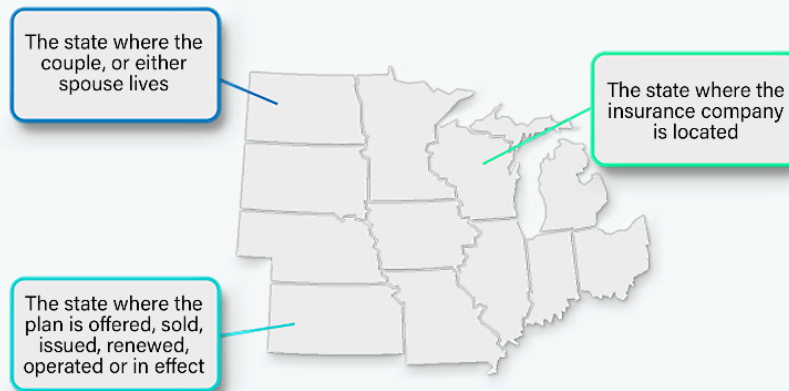 The state where the
couple, or either
spouse lives
The state where the
insurance company
is located
The state where the
plan is offered, sold,
issued, renewed,
operated or in effect